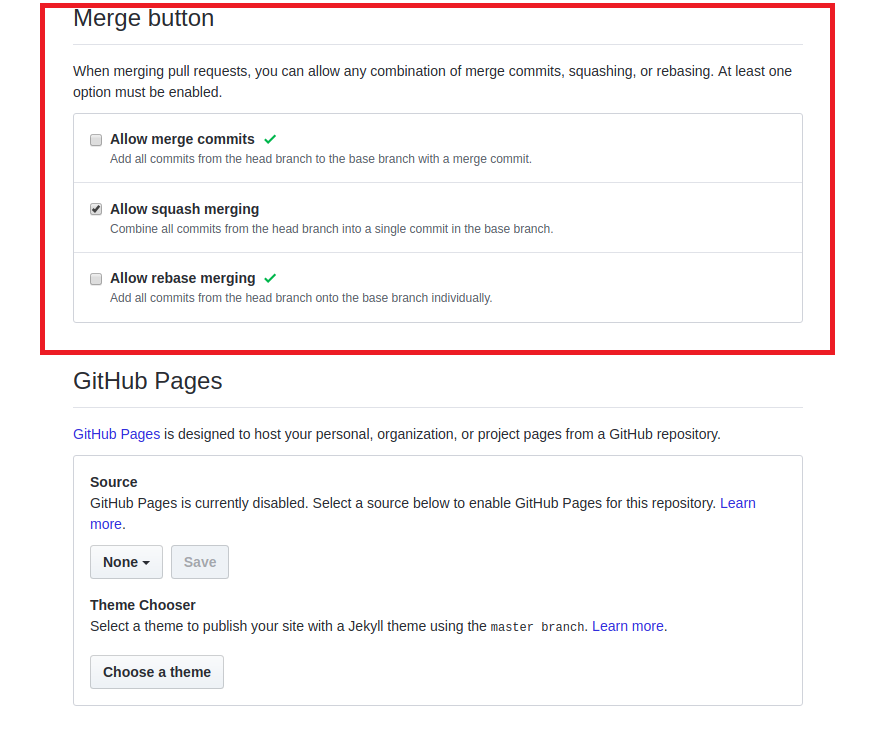 Merge button
When merging pull requests, you can allow any combination of merge commits, squashing, or rebasing. At least one
option must be enabled.
Allow merge commits
Add all commits from the head branch to the base branch with a merge commit.
Allow squash merging
Combine all commits from the head branch into a single commit in the base branch.
Allow rebase merging
Add all commits from the head branch onto the base branch individually.
GitHub Pages
GitHub Pages is designed to host your personal, organization, or project pages from a GitHub repository.
Source
GitHub Pages is currently disabled. Select a source below to enable GitHub Pages for this repository. Learn
more.
None Save
Theme Chooser
Select a theme to publish your site with a Jekyll theme using the master branch. Learn more.
Choose a theme